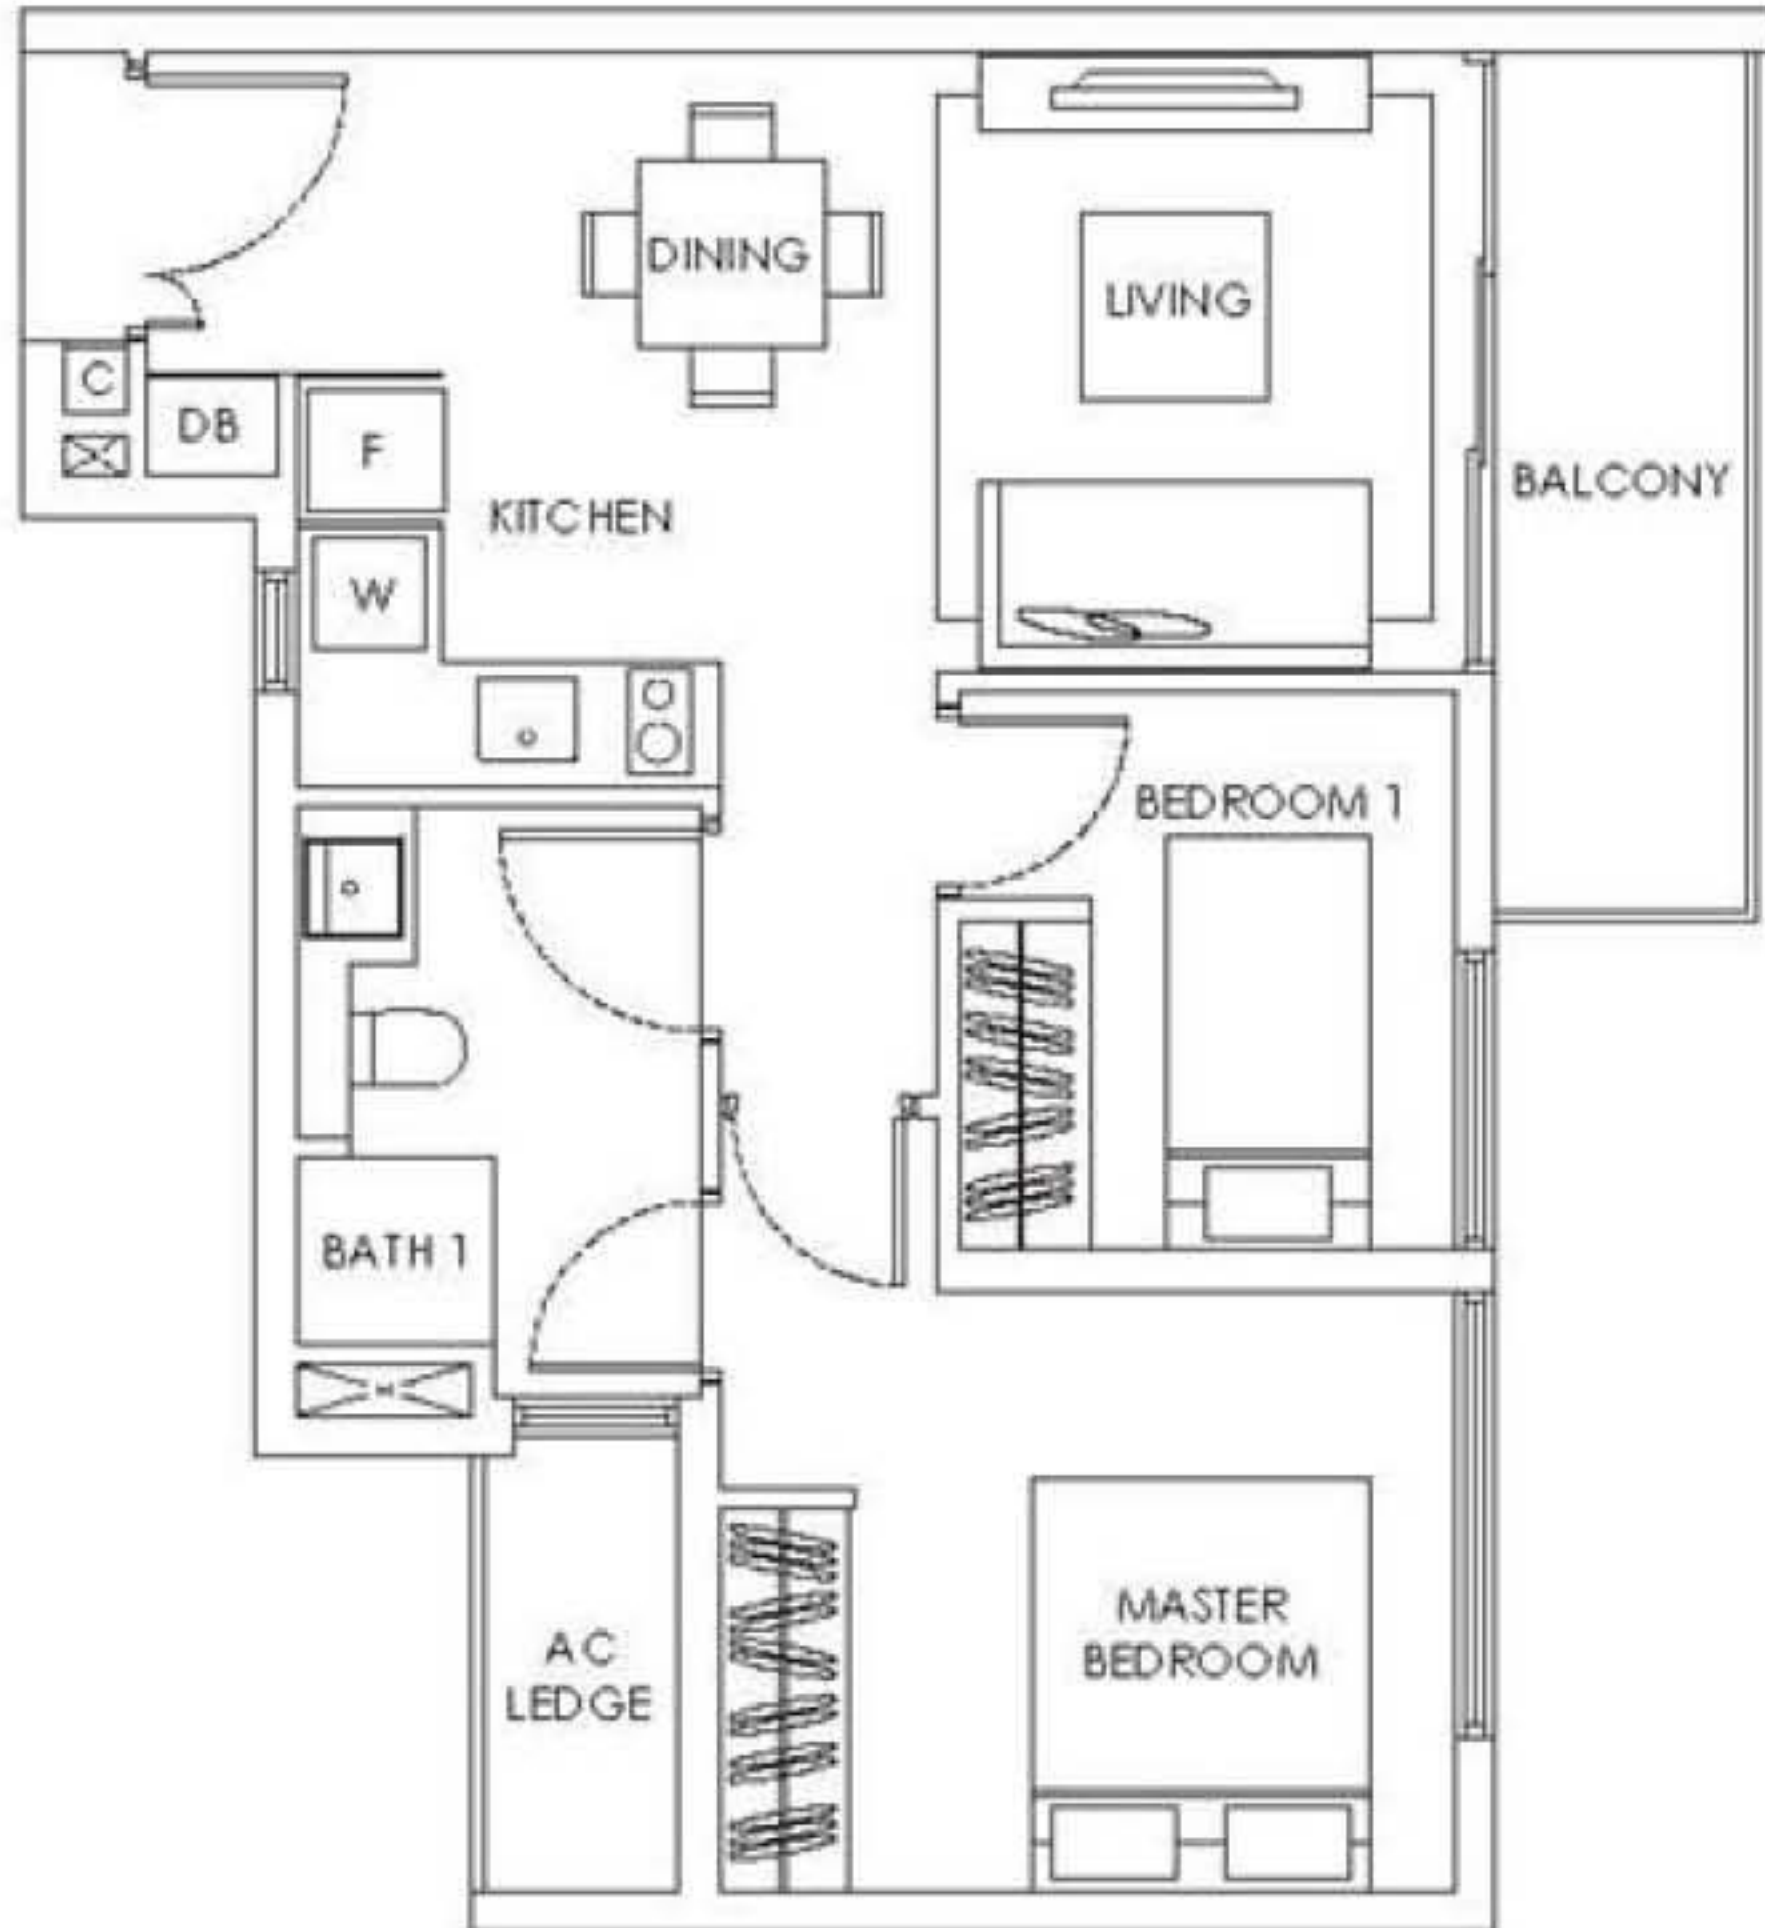 DINING
LIVING
C
DB
F
KITCHEN
BALCONY
W
BEDROOM 1
BATH 1
MASTER
BEDROOM
AC
LEDGE